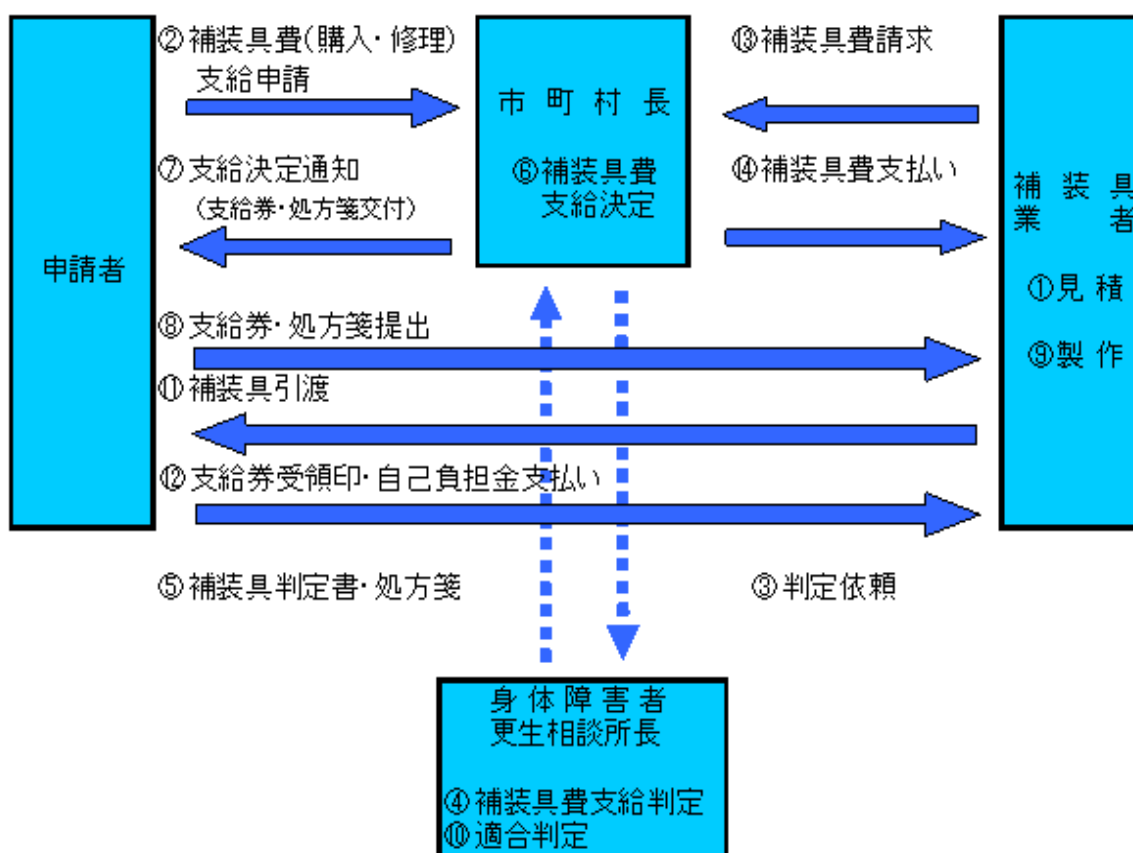 ②補装具費(購入・修理)
支給申請
⑬補装具費請求
市町村長
⑦支給決定通知
(支給券・処方箋交付)
⑥補装具費
支給決定
⑭補装具費支払い
補装具
業者
申請者
①見積
⑧支給券・処方箋提出
⑨製作
⑪補装具引渡
⑫支給券受領印・自己負担金支払い
⑤補装具判定書・処方箋
③判定依頼
身体障害者
更生相談所長
④補装具費支給判定
⑩適合判定